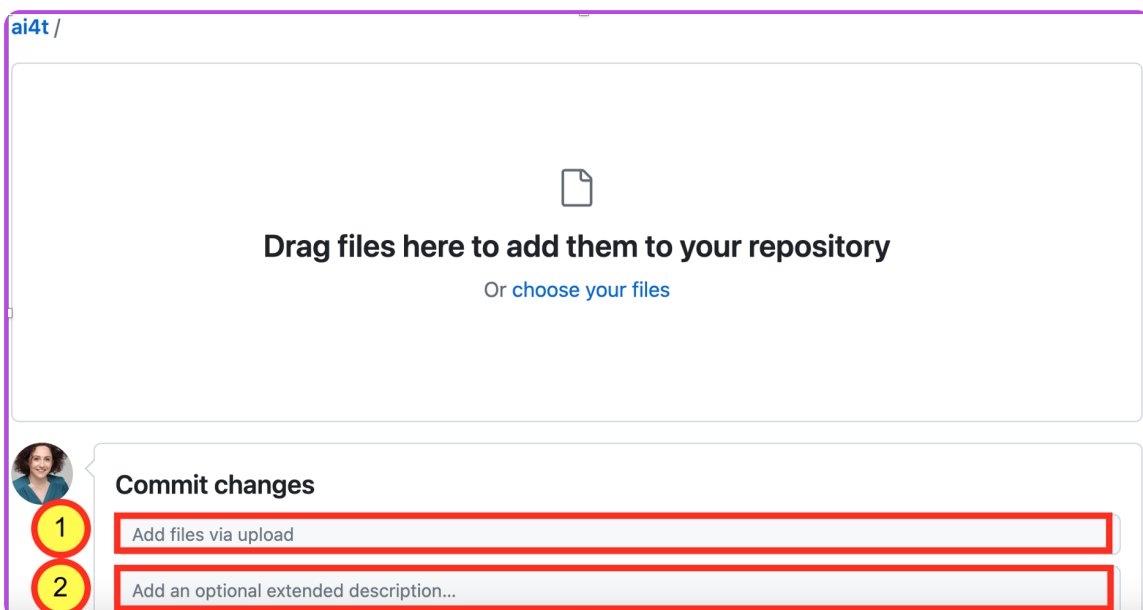 ai4t /
Drag files here to add them to your repository
Or choose your files
Commit changes
1
Add files via upload
2
Add an optional extended description...